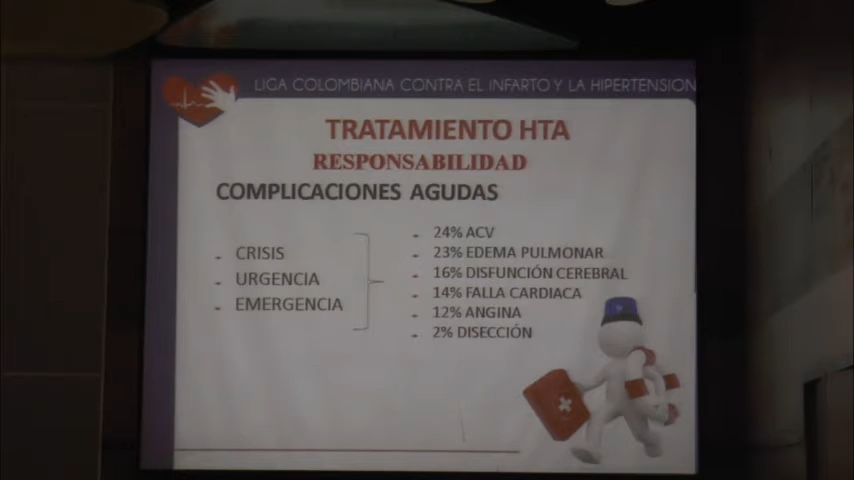 LIGA COLOMBIANA CONTRA EL INFARTO Y LA HIPERTENSION
TRATAMIENTO HTA
RESPONSABILIDAD
COMPLICACIONES AGUDAS
- CRISIS
- URGENCIA
- EMERGENCIA
- 24% ACV
- 23% EDEMA PULMONAR
- 16% DISFUNCIÓN CEREBRAL
- 14% FALLA CARDIACA
- 12% ANGINA
- 2% DISECCIÓN